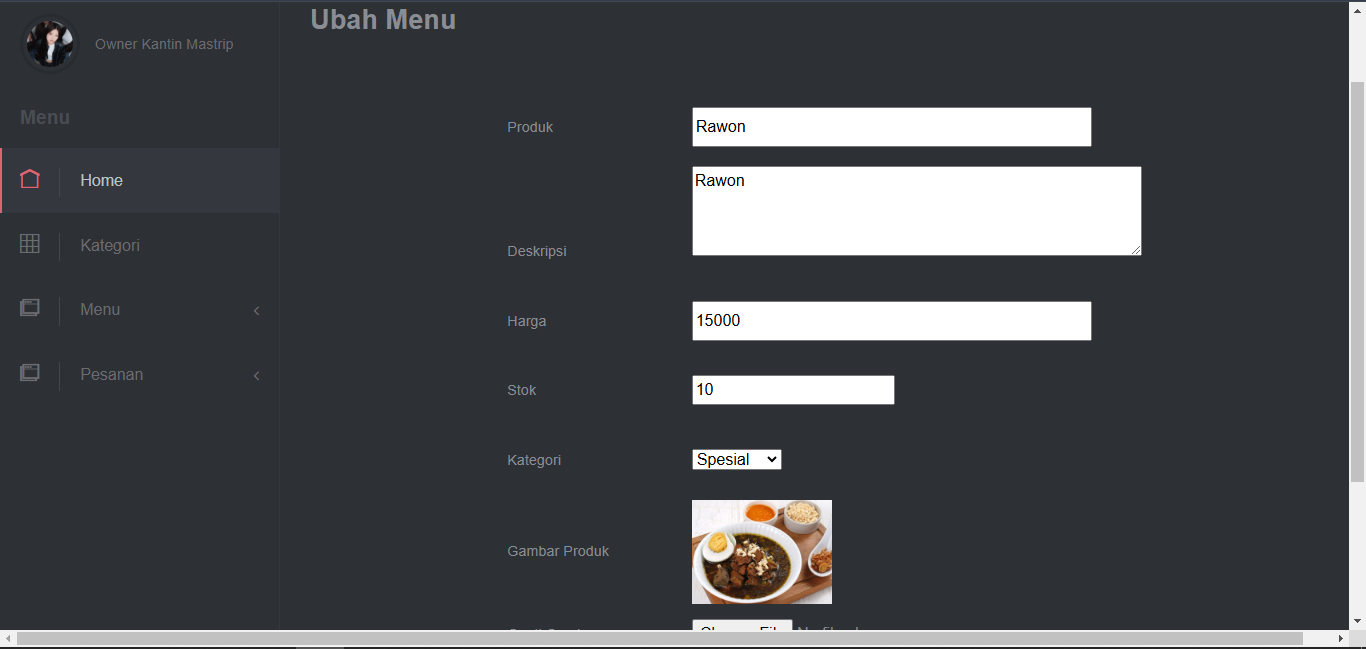 Ubah Menu
Owner Kantin Mastrip
Menu
Home
Kategori
Menu
Pesanan
Produk
Rawon
Deskripsi
Rawon
Harga
15000
Stok
10
Kategori
Spesial
Gambar Produk